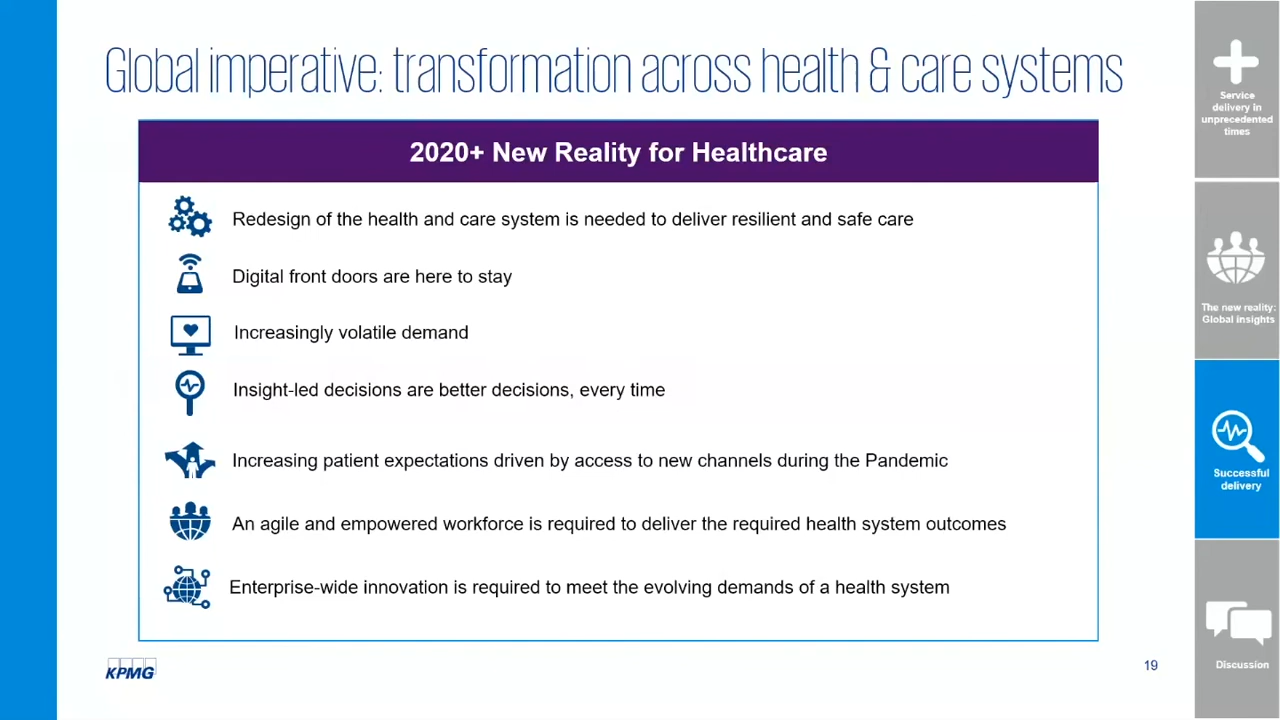 Global imperative: transformation across health & care systems
2020+ New Reality for Healthcare
Redesign of the health and care system is needed to deliver resilient and safe care
Digital front doors are here to stay
Increasingly volatile demand
Insight-led decisions are better decisions, every time
Increasing patient expectations driven by access to new channels during the Pandemic
An agile and empowered workforce is required to deliver the required health system outcomes
Enterprise-wide innovation is required to meet the evolving demands of a health system
KPMG
19
Service
delivery in
unprecedented
times
The new reality:
Global insights
Successful
delivery
Discussion